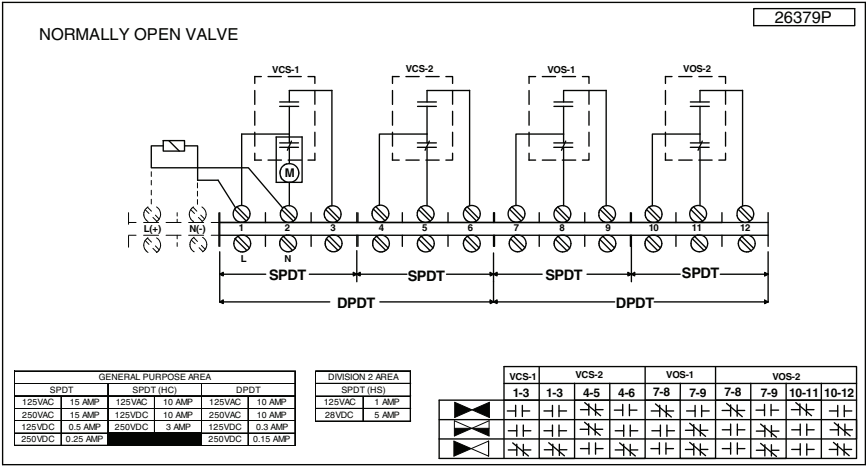 26379P
NORMALLY OPEN VALVE
VCS-1 VCS-2 VOS-1 VOS-2
M
L(+) N(-) 1 2 3 4 5 6 7 8 9 10 11 12
L N
SPDT SPDT SPDT SPDT
DPDT DPDT
GENERAL PURPOSE AREA
SPDT SPDT (HC) DPDT
125VAC 15 AMP 125VAC 10 AMP 125VAC 10 AMP
250VAC 15 AMP 125VDC 10 AMP 250VAC 10 AMP
125VDC 0.5 AMP 250VDC 3 AMP 125VDC 0.3 AMP
250VDC 0.25 AMP 250VDC 0.15 AMP
DIVISION 2 AREA
SPDT (HS)
125VAC 1 AMP
28VDC 5 AMP
VCS-1 VCS-2 VOS-1 VOS-2
1-3 1-3 4-5 4-6 7-8 7-9 7-8 7-9 10-11 10-12